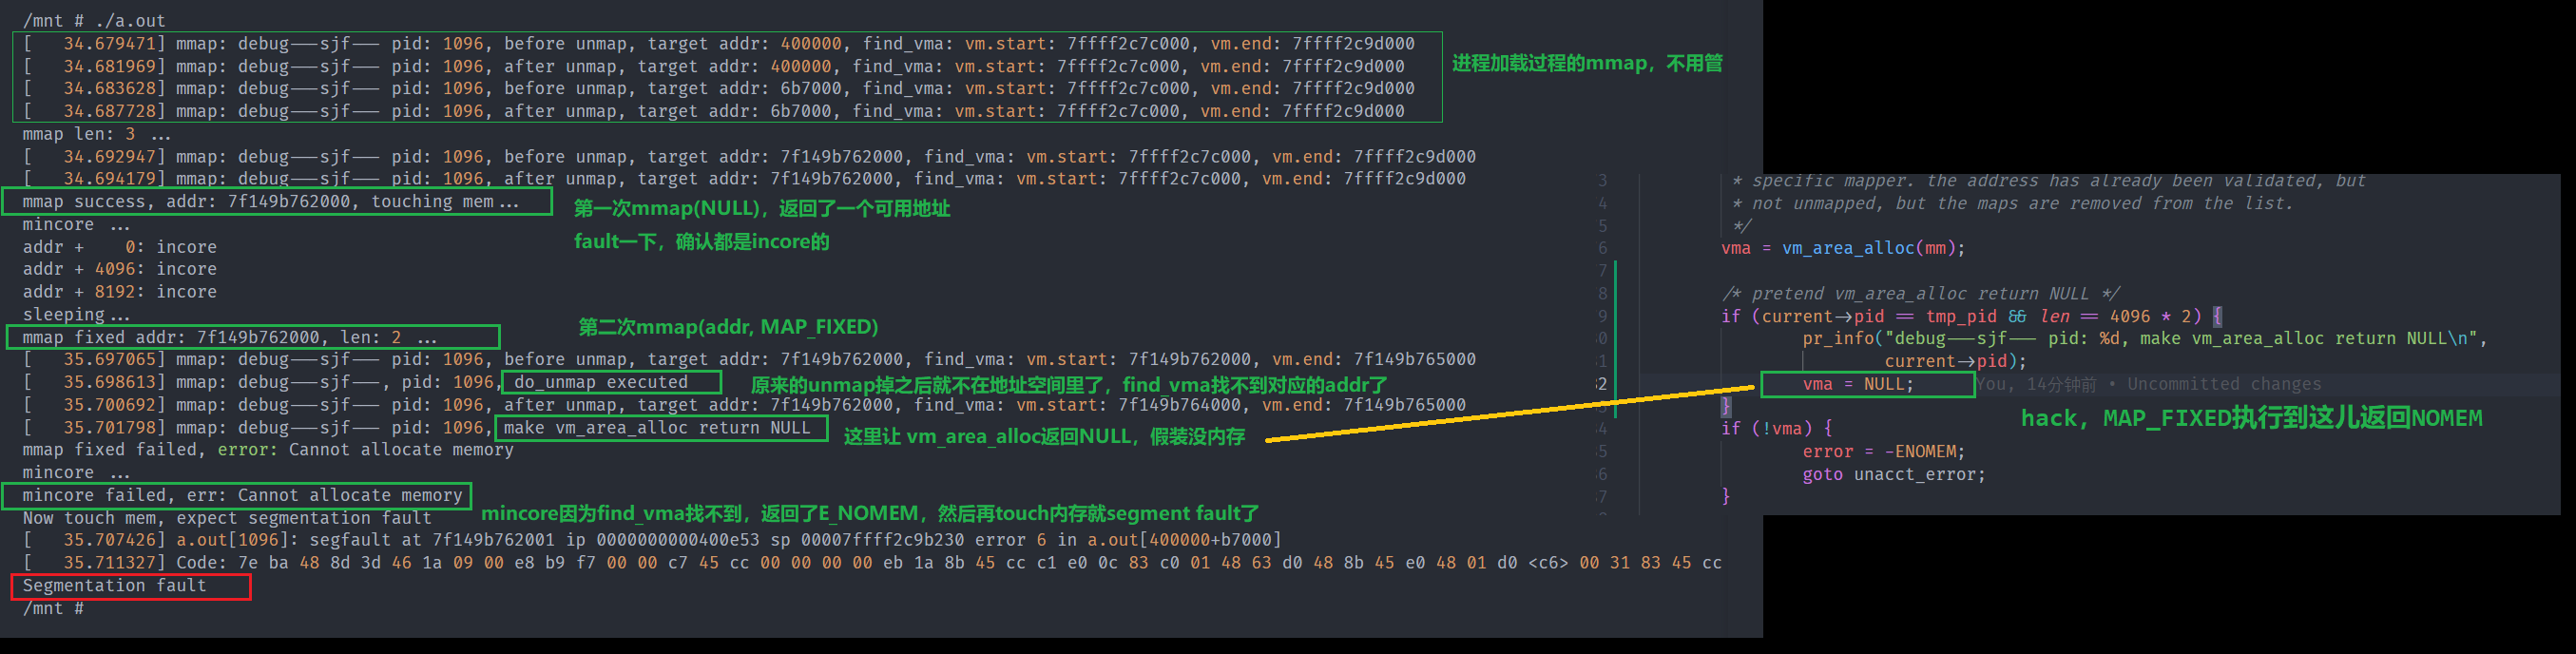 /mnt # ./a.out
[   34.679471] mmap: debug---sjf--- pid: 1096, before unmap, target addr: 400000, find_vma: vm.start: 7ffff2c7c000, vm.end: 7ffff2c9d000
[   34.681969] mmap: debug---sjf--- pid: 1096, after unmap, target addr: 400000, find_vma: vm.start: 7ffff2c7c000, vm.end: 7ffff2c9d000
进程加载过程的mmap，不用管
[   34.683628] mmap: debug---sjf--- pid: 1096, before unmap, target addr: 6b7000, find_vma: vm.start: 7ffff2c7c000, vm.end: 7ffff2c9d000
[   34.687728] mmap: debug---sjf--- pid: 1096, after unmap, target addr: 6b7000, find_vma: vm.start: 7ffff2c7c000, vm.end: 7ffff2c9d000
mmap len: 3 ...
[   34.692947] mmap: debug---sjf--- pid: 1096, before unmap, target addr: 7f149b762000, find_vma: vm.start: 7ffff2c7c000, vm.end: 7ffff2c9d000
[   34.694179] mmap: debug---sjf--- pid: 1096, after unmap, target addr: 7f149b762000, find_vma: vm.start: 7ffff2c7c000, vm.end: 7ffff2c9d000
mmap success, addr: 7f149b762000, touching mem...
第一次mmap(NULL)，返回了一个可用地址
mincore ...
fault一下，确认都是incore的
addr +    0: incore
addr + 4096: incore
addr + 8192: incore
sleeping...
第二次mmap(addr, MAP_FIXED)
mmap fixed addr: 7f149b762000, len: 2 ...
[   35.697065] mmap: debug---sjf--- pid: 1096, before unmap, target addr: 7f149b762000, find_vma: vm.start: 7f149b762000, vm.end: 7f149b765000
[   35.698613] mmap: debug---sjf---, pid: 1096, do_unmap executed
原来的unmap掉之后就不在地址空间里了，find_vma找不到对应的addr了
[   35.700692] mmap: debug---sjf--- pid: 1096, after unmap, target addr: 7f149b762000, find_vma: vm.start: 7f149b764000, vm.end: 7f149b765000
[   35.701798] mmap: debug---sjf--- pid: 1096, make vm_area_alloc return NULL
这里让 vm_area_alloc返回NULL，假装没内存
mmap fixed failed, error: Cannot allocate memory
mincore ...
mincore failed, err: Cannot allocate memory
mincore因为find_vma找不到，返回了E_NOMEM，然后再touch内存就segment fault了
Now touch mem, expect segmentation fault
[   35.707426] a.out[1096]: segfault at 7f149b762001 ip 0000000000400e53 sp 00007ffff2c9b230 error 6 in a.out[400000+b7000]
[   35.711327] Code: 7e ba 48 8d 3d 46 1a 09 00 e8 b9 f7 00 00 c7 45 cc 00 00 00 00 eb 1a 8b 45 cc c1 e0 0c 83 c0 01 48 63 d0 48 8b 45 e0 48 01 d0 <c6> 00 31 83 45 cc
Segmentation fault
/mnt #
3 * specific mapper. the address has already been validated, but
4 * not unmapped, but the maps are removed from the list.
5 */
6 vma = vm_area_alloc(mm);
7
8 /* pretend vm_area_alloc return NULL */
9 if (current->pid == tmp_pid && len == 4096 * 2) {
pr_info("debug---sjf--- pid: %d, make vm_area_alloc return NULL\n",
current->pid);
vma = NULL; You, 14分钟前 • Uncommitted changes
}
hack，MAP_FIXED执行到这儿返回NOMEM
if (!vma) {
error = -ENOMEM;
goto unacct_error;
}